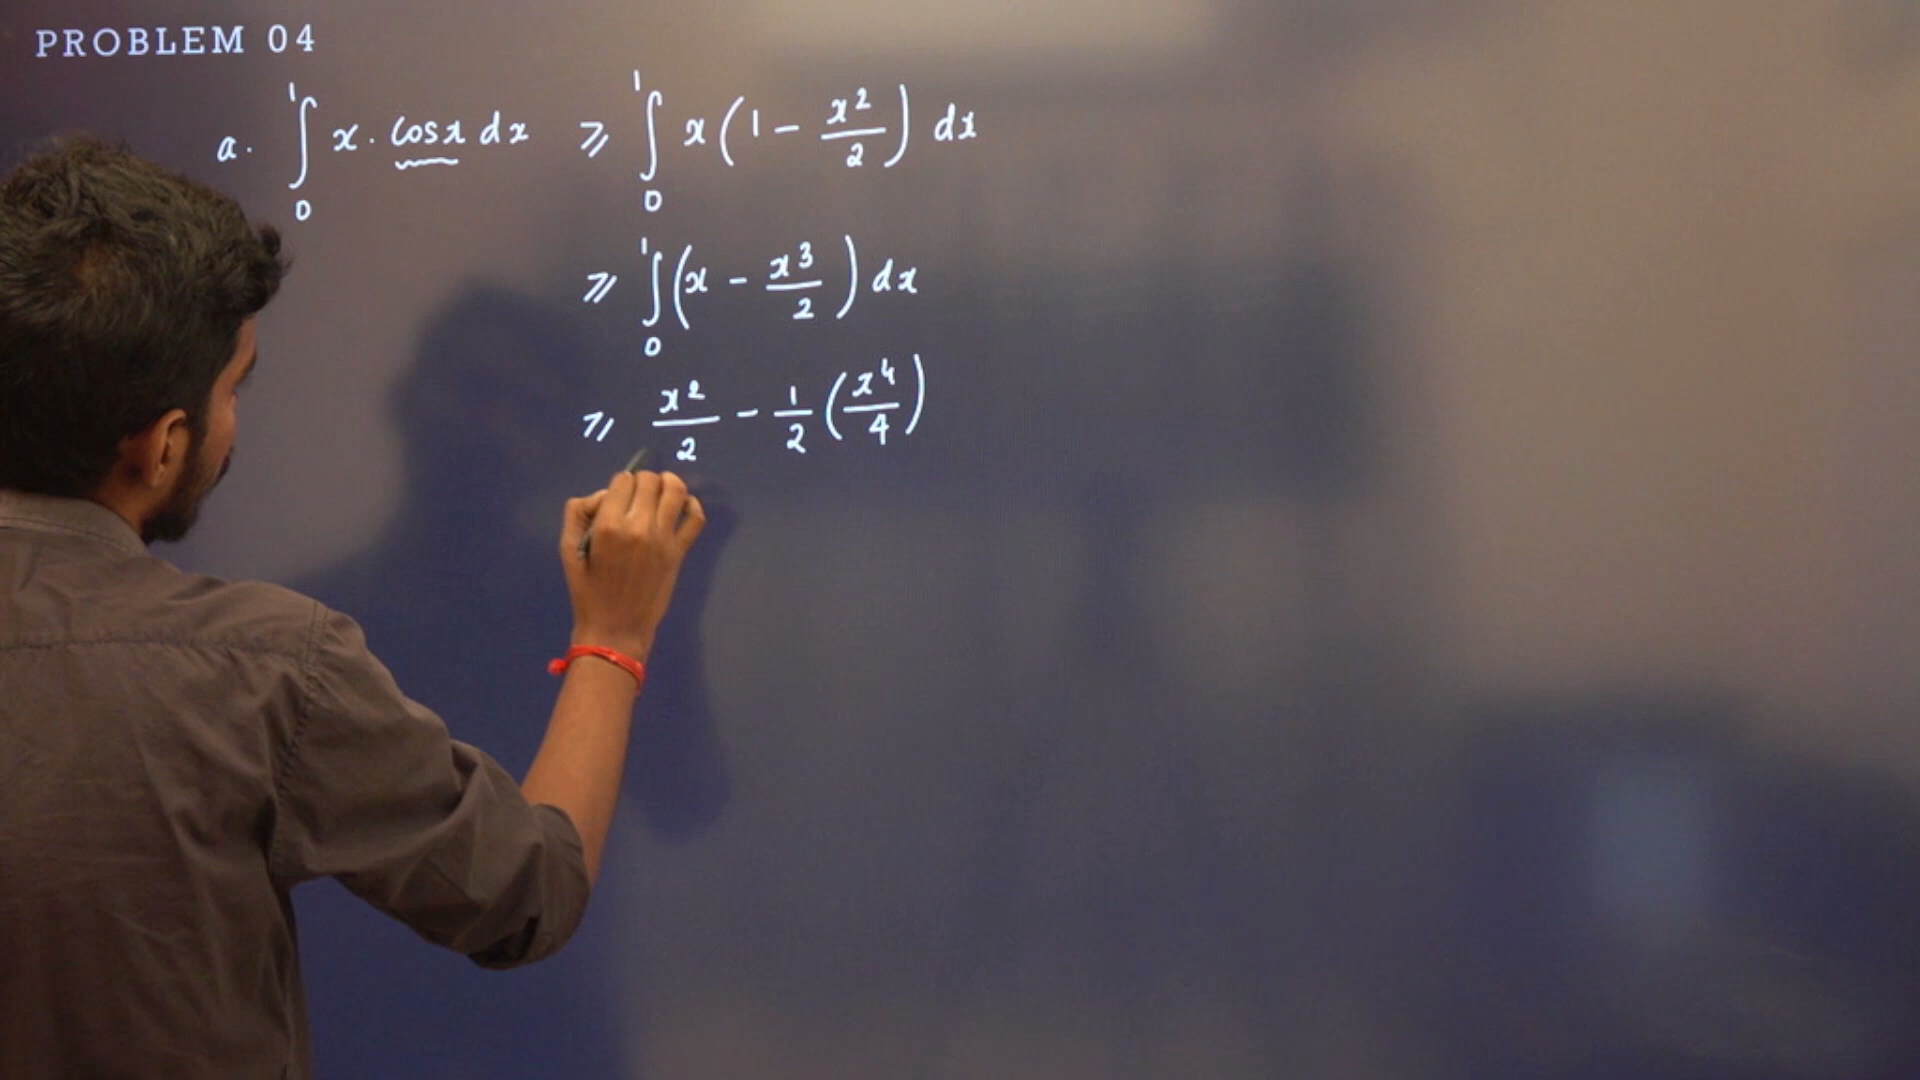 PROBLEM 04
a. ∫₀¹ x . cosx dx ⩾ ∫₀¹ x(1 - x²/2) dx
⩾ ∫₀¹ (x - x³/2) dx
⩾ x²/2 - 1/2 (x⁴/4)